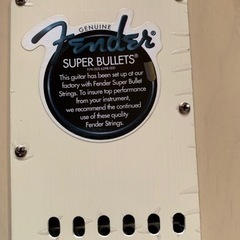 GENUINE
Fender®
SUPER BULLETS®
This guitar has been set up at our
factory with Fender Super Bullet
Strings. To insure top performance
from your instrument,
we recommend the continued
use of these quality
Fender Strings.